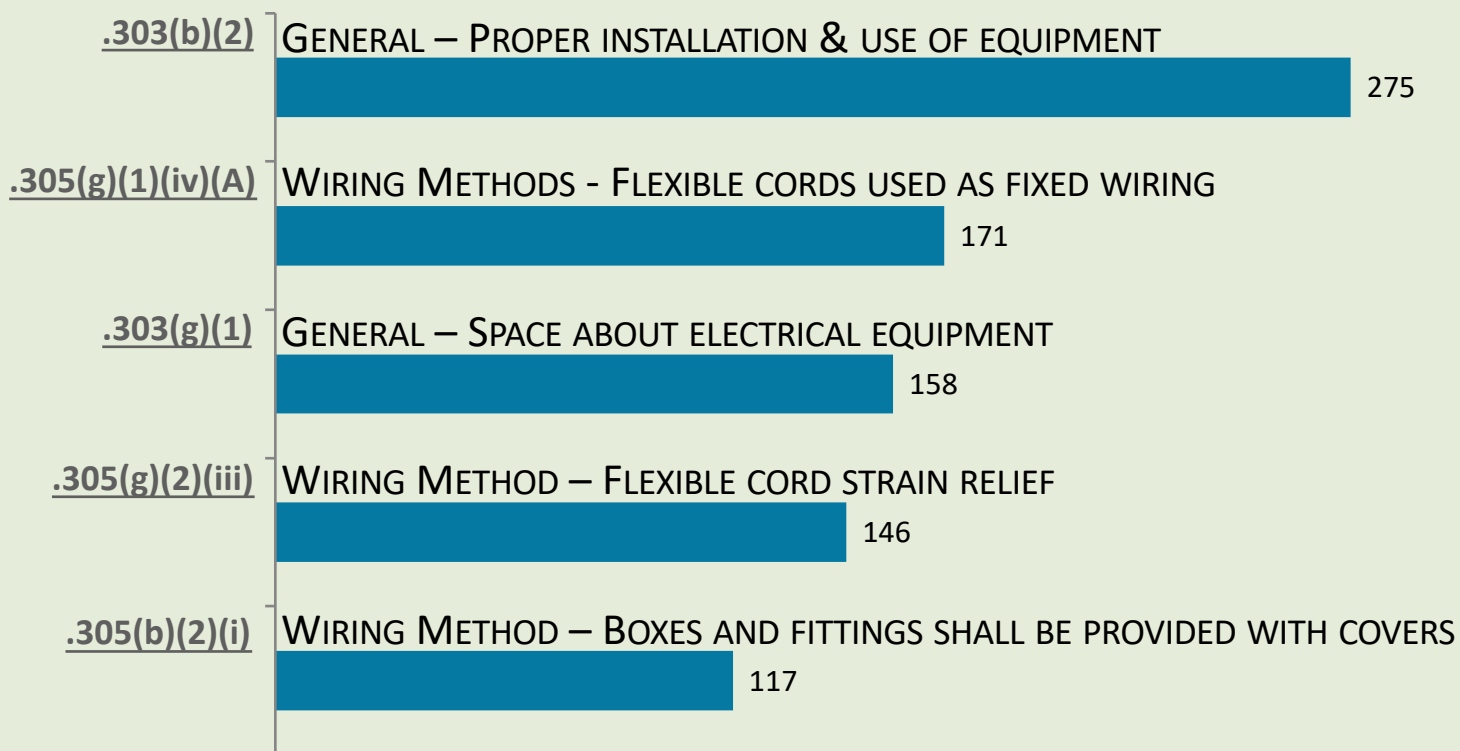 .303(b)(2)
General – Proper installation & use of equipment
275
.305(g)(1)(iv)(A)
Wiring Methods - Flexible cords used as fixed wiring
171
.303(g)(1)
General – Space about electrical equipment
158
.305(g)(2)(iii)
Wiring Method – Flexible cord strain relief
146
.305(b)(2)(i)
Wiring Method – Boxes and fittings shall be provided with covers
117